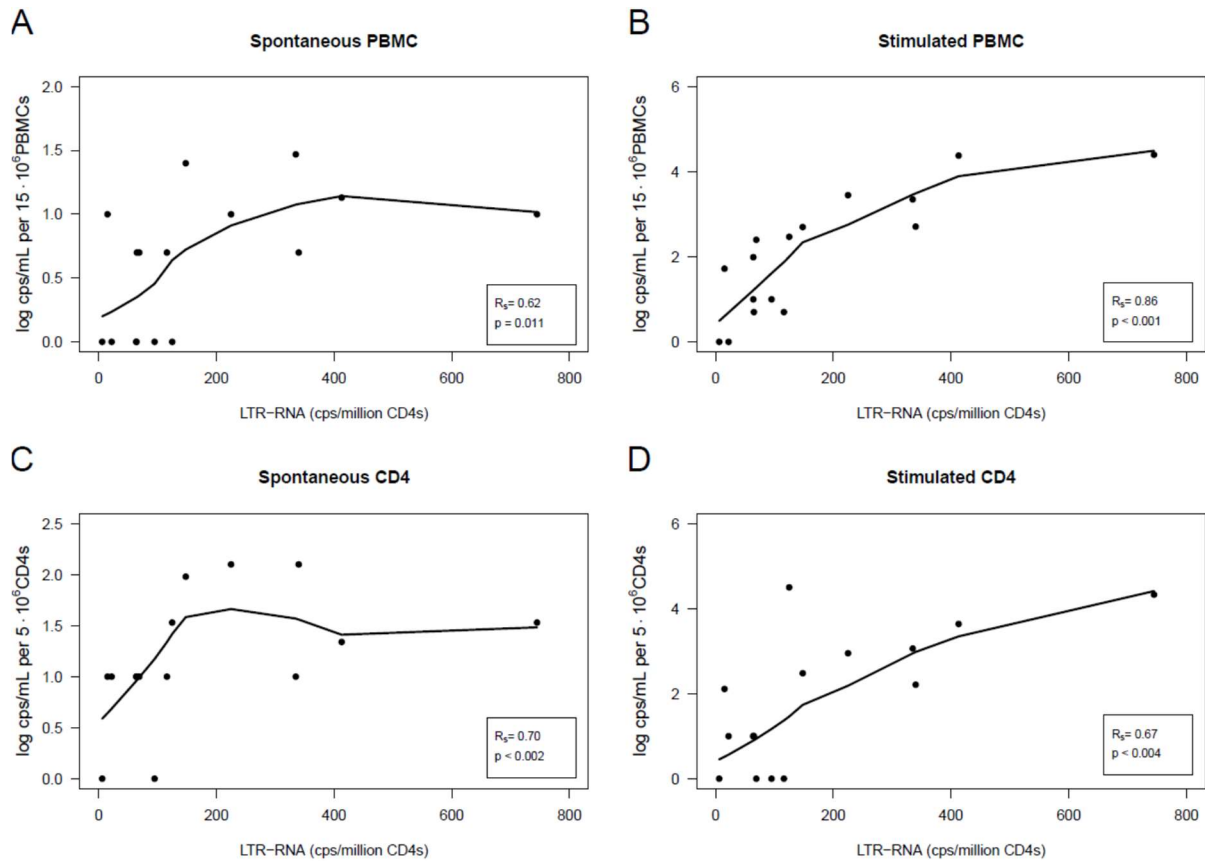 A
Spontaneous PBMC
log cps/mL per 15 · 10⁶PBMCs
2.0
1.5
1.0
0.5
0.0
Rₛ= 0.62
p = 0.011
0 200 400 600 800
LTR−RNA (cps/million CD4s)
B
Stimulated PBMC
log cps/mL per 15 · 10⁶PBMCs
6
4
2
0
Rₛ= 0.86
p < 0.001
0 200 400 600 800
LTR−RNA (cps/million CD4s)
C
Spontaneous CD4
log cps/mL per 5 · 10⁶CD4s
2.5
2.0
1.5
1.0
0.5
0.0
Rₛ= 0.70
p < 0.002
0 200 400 600 800
LTR−RNA (cps/million CD4s)
D
Stimulated CD4
log cps/mL per 5 · 10⁶CD4s
6
4
2
0
Rₛ= 0.67
p < 0.004
0 200 400 600 800
LTR−RNA (cps/million CD4s)